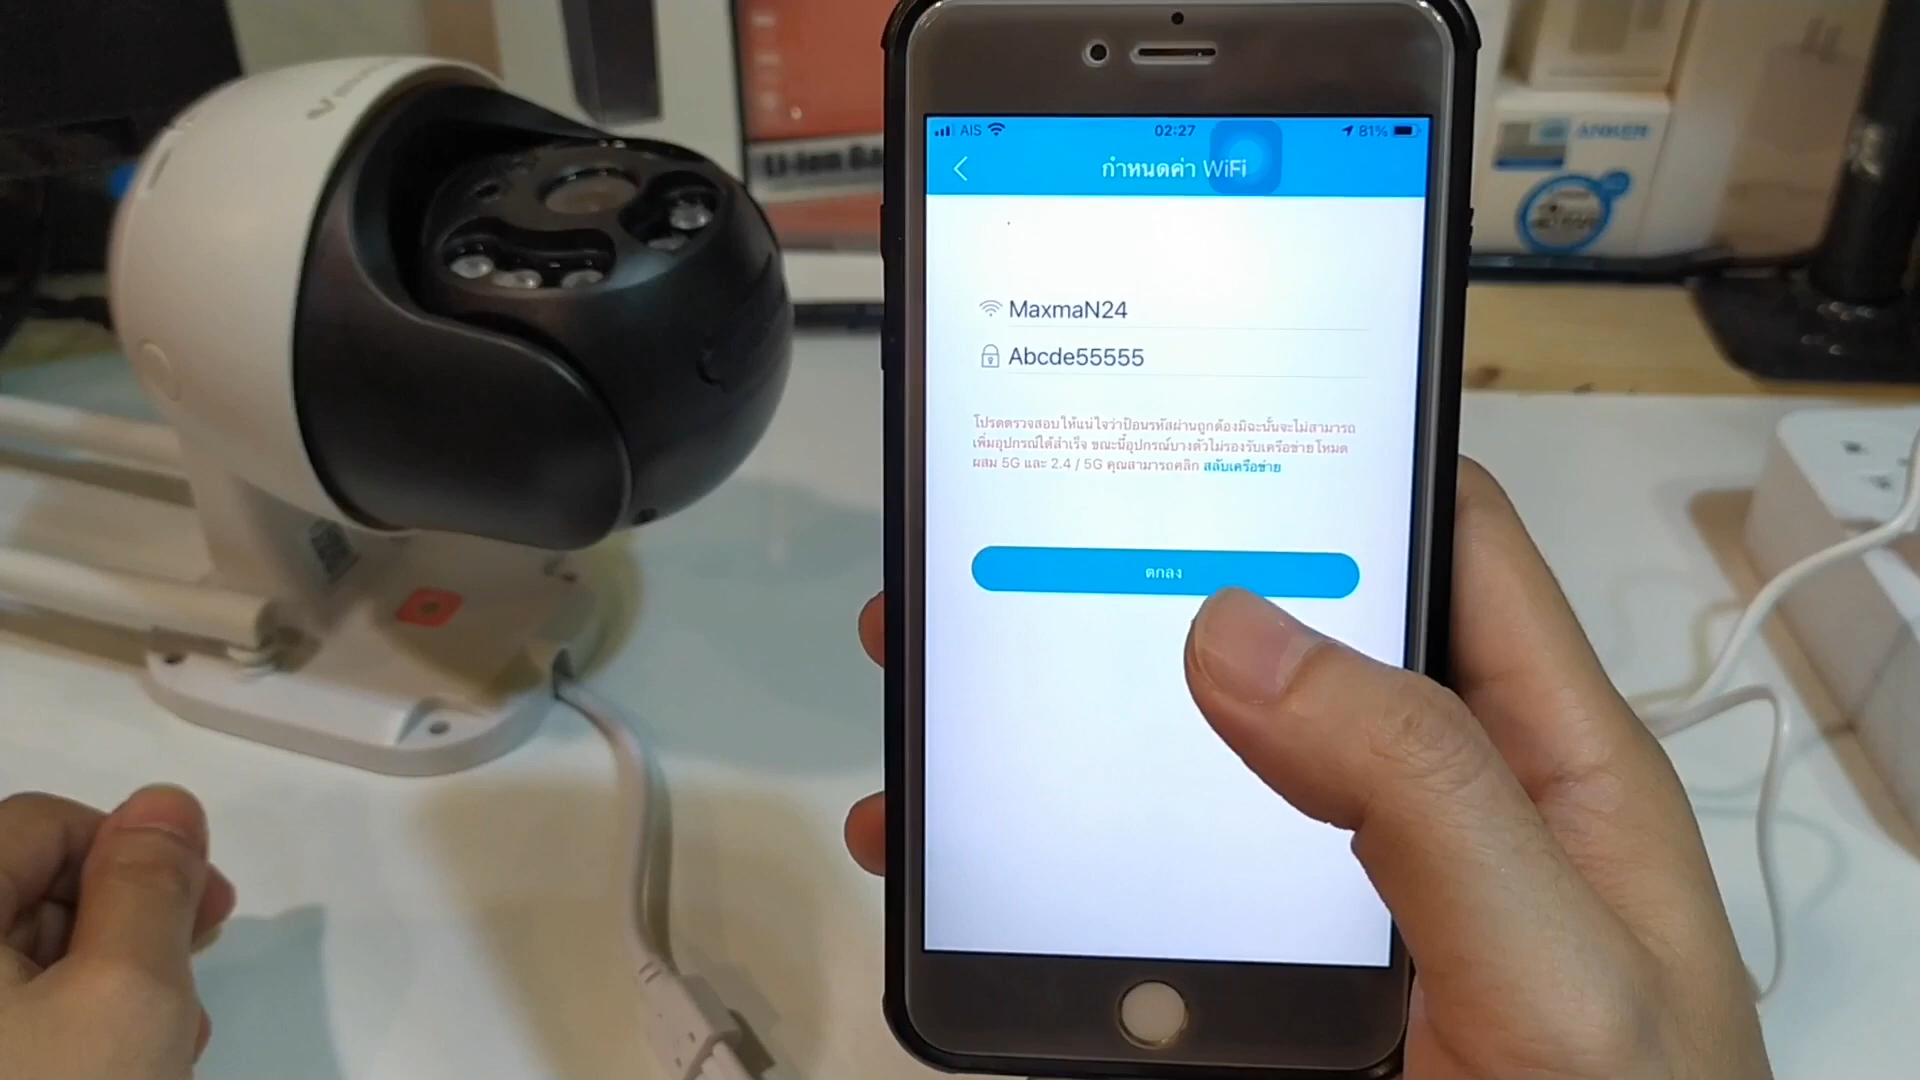 AIS
02:27
81%
กำหนดค่า WiFi
MaxmaN24
Abcde55555
โปรดตรวจสอบให้แน่ใจว่าป้อนรหัสผ่านถูกต้องมิฉะนั้นจะไม่สามารถ
เพิ่มอุปกรณ์ได้สำเร็จ ขณะนี้อุปกรณ์บางตัวไม่รองรับเครือข่ายโหมด
ผสม 5G และ 2.4 / 5G คุณสามารถคลิก สลับเครือข่าย
ตกลง
Li-ion
ANKER